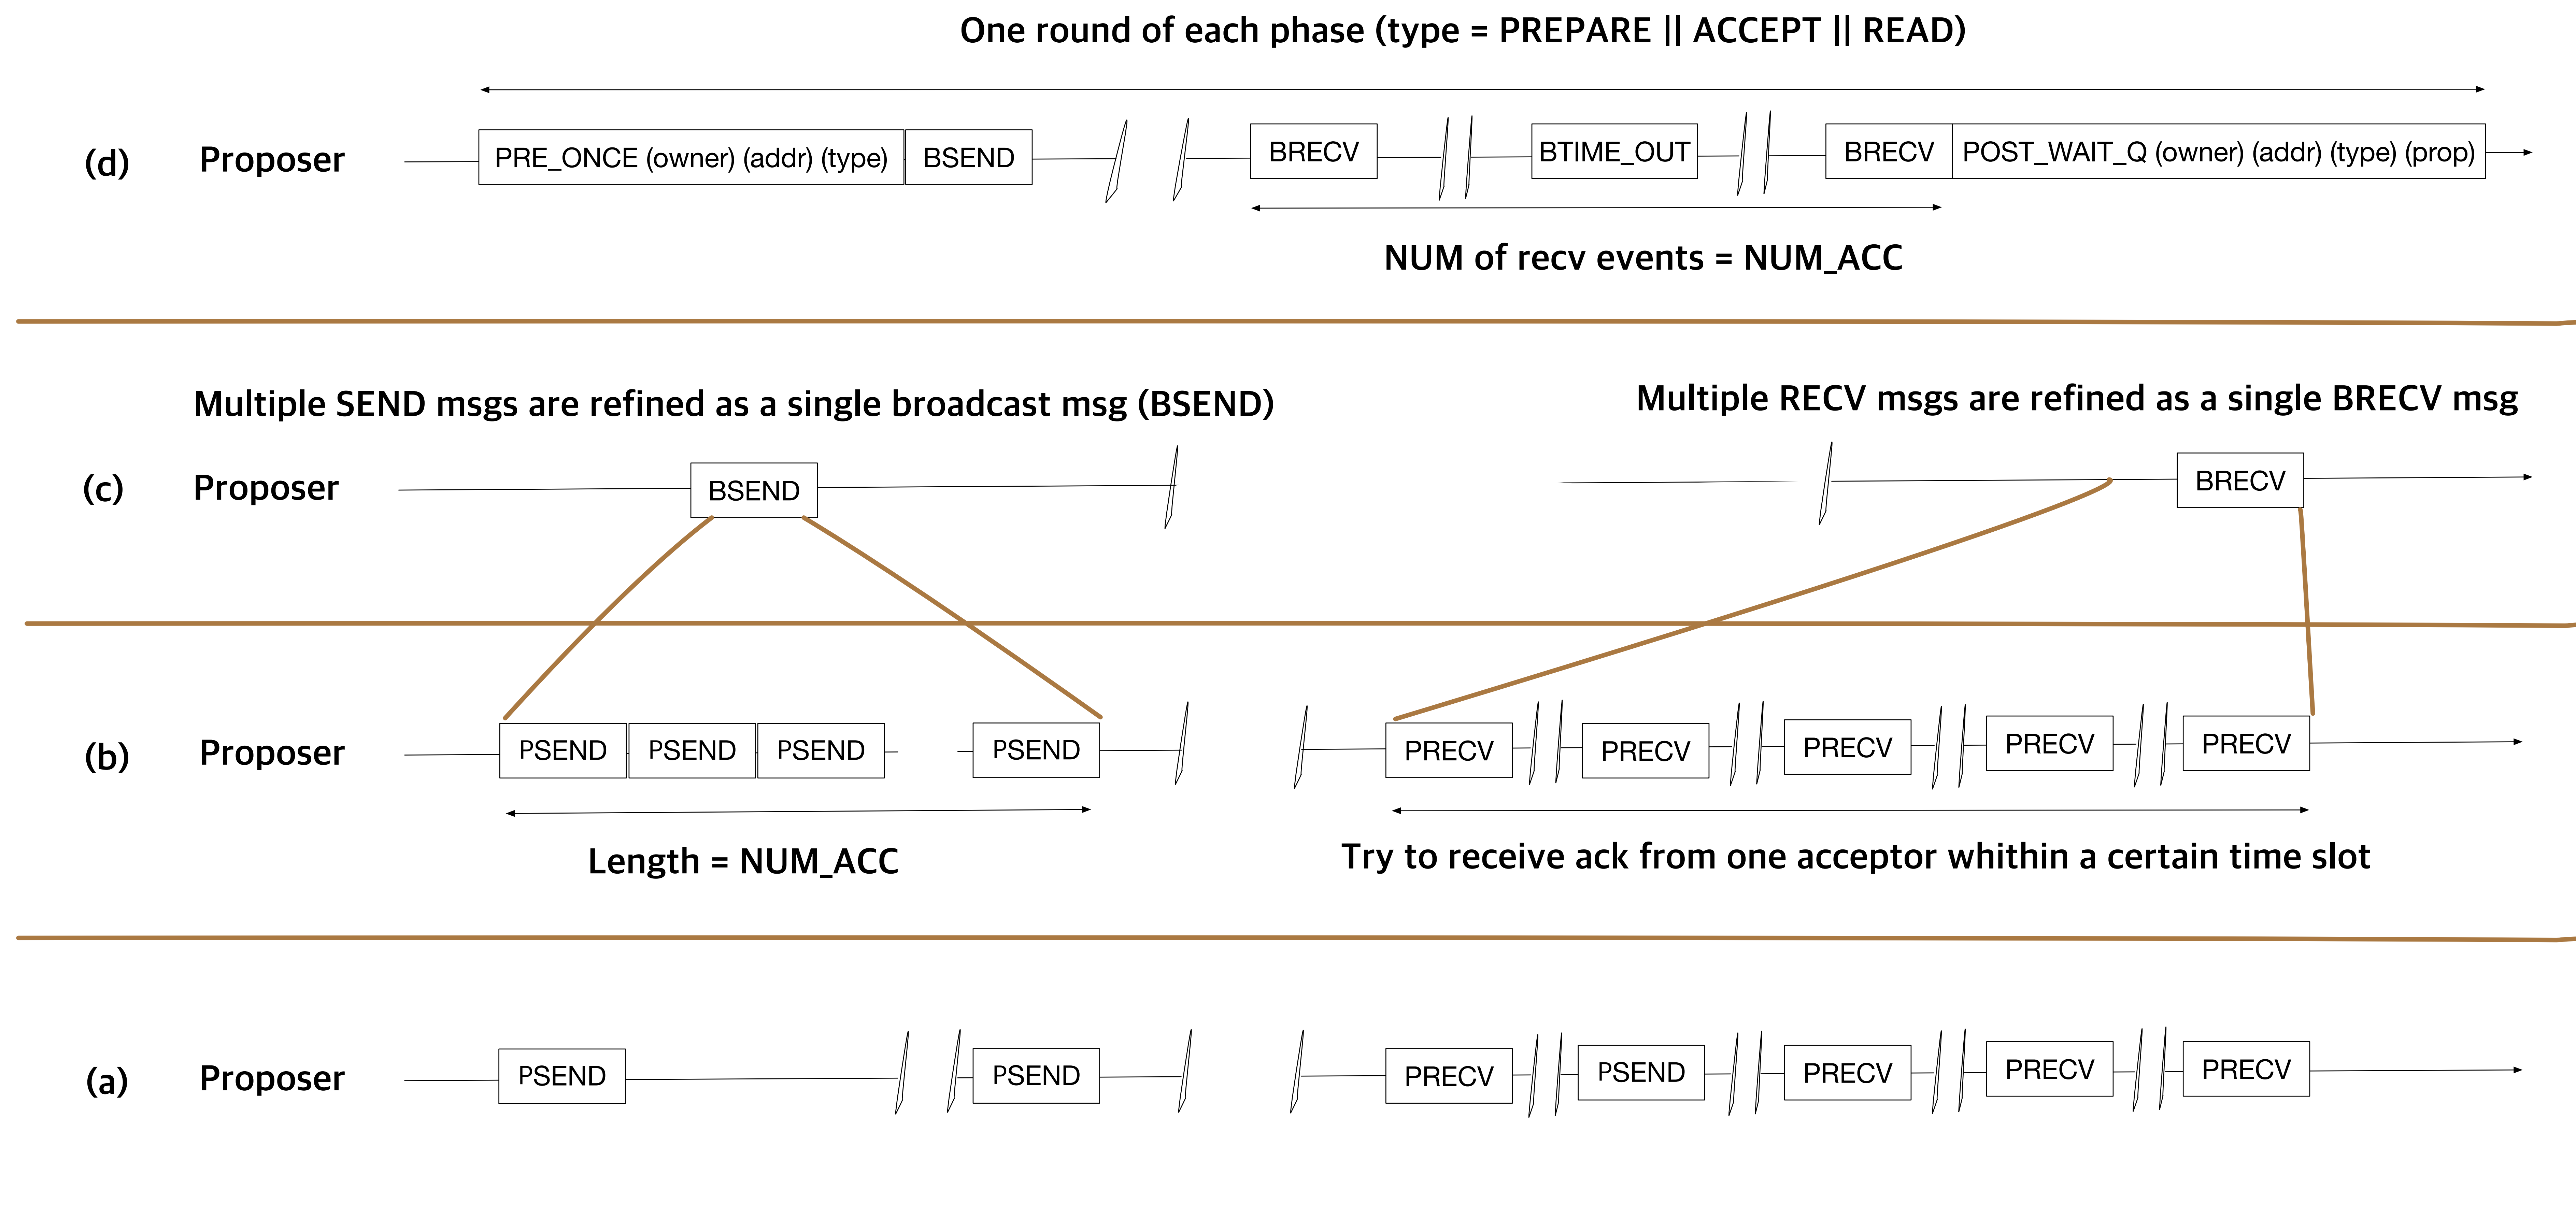 One round of each phase (type = PREPARE || ACCEPT || READ)
(d) Proposer PRE_ONCE (owner) (addr) (type) BSEND BRECV BTIME_OUT BRECV POST_WAIT_Q (owner) (addr) (type) (prop)
NUM of recv events = NUM_ACC
Multiple SEND msgs are refined as a single broadcast msg (BSEND) Multiple RECV msgs are refined as a single BRECV msg
(c) Proposer BSEND BRECV
(b) Proposer PSEND PSEND PSEND PSEND PRECV PRECV PRECV PRECV PRECV
Length = NUM_ACC Try to receive ack from one acceptor whithin a certain time slot
(a) Proposer PSEND PSEND PRECV PSEND PRECV PRECV PRECV